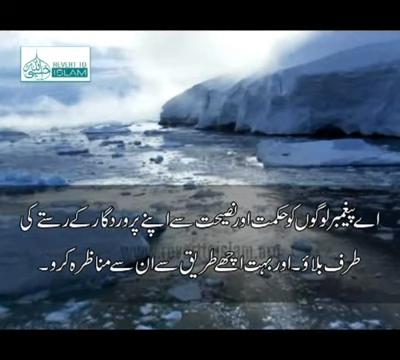 REVERT TO
ISLAM
اے پیغمبر لوگوں کو حکمت اور نصیحت سے اپنے پروردگار کے رستے کی
طرف بلاؤ۔ اور بہت اچھے طریق سے ان سے مناظرہ کرو۔